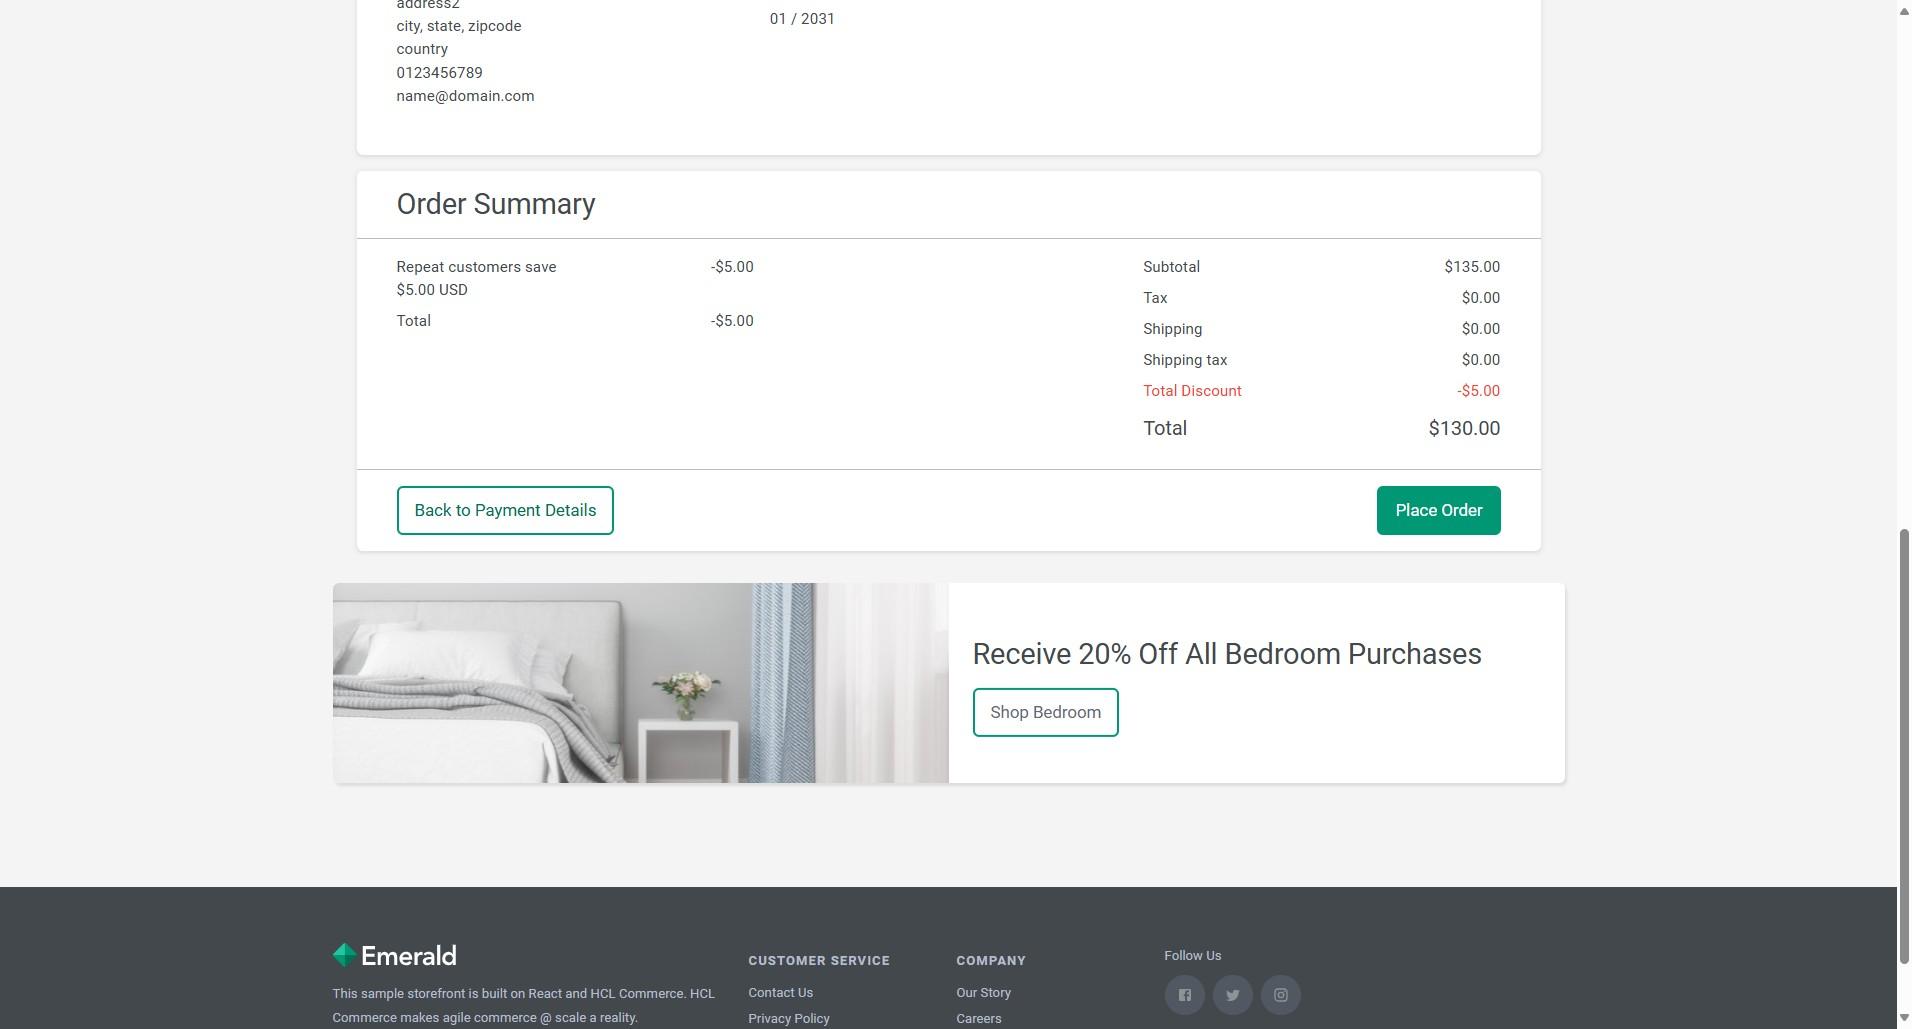 address2
city, state, zipcode
country
0123456789
name@domain.com
01 / 2031
Order Summary
Repeat customers save $5.00 USD -$5.00
Total -$5.00
Subtotal $135.00
Tax $0.00
Shipping $0.00
Shipping tax $0.00
Total Discount -$5.00
Total $130.00
Back to Payment Details
Place Order
Receive 20% Off All Bedroom Purchases
Shop Bedroom
Emerald
This sample storefront is built on React and HCL Commerce. HCL
Commerce makes agile commerce @ scale a reality.
CUSTOMER SERVICE
Contact Us
Privacy Policy
COMPANY
Our Story
Careers
Follow Us